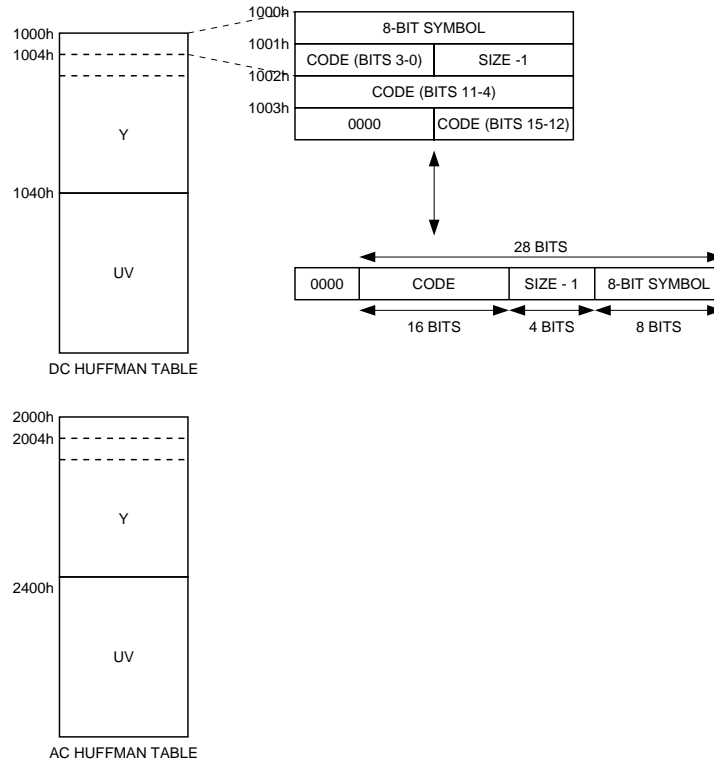 1000h
8-BIT SYMBOL
1001h
CODE (BITS 3-0) SIZE -1
1002h
CODE (BITS 11-4)
1003h
0000 CODE (BITS 15-12)
1000h
1004h
Y
1040h
UV
DC HUFFMAN TABLE
28 BITS
0000 CODE SIZE - 1 8-BIT SYMBOL
16 BITS 4 BITS 8 BITS
2000h
2004h
Y
2400h
UV
AC HUFFMAN TABLE